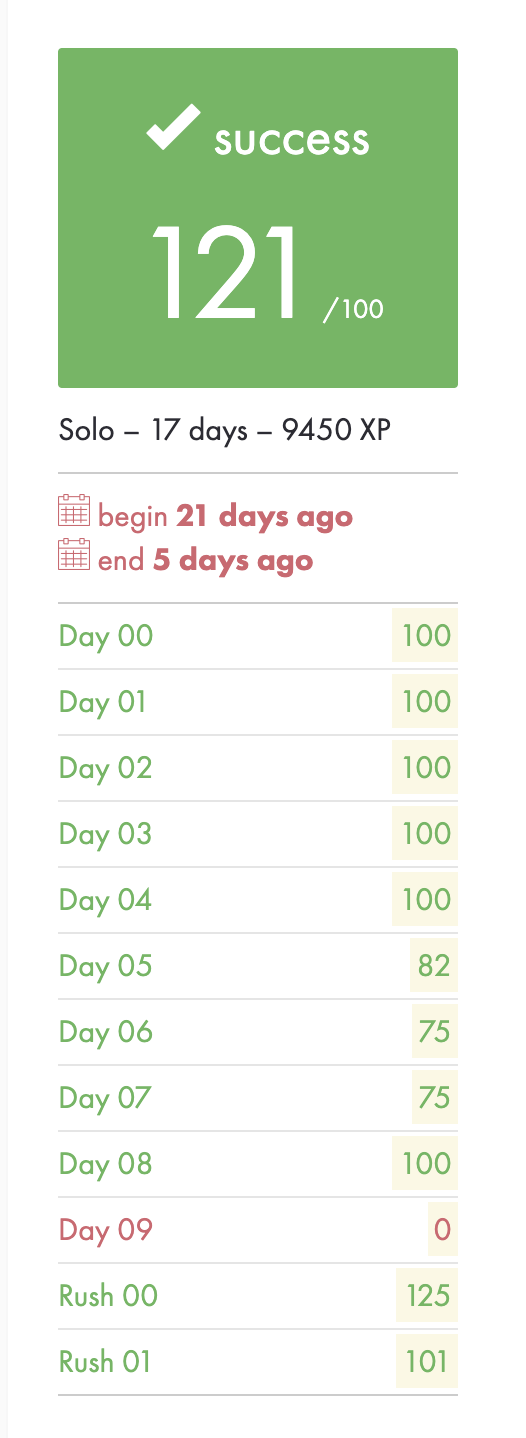 success
121 /100
Solo – 17 days – 9450 XP
begin 21 days ago
end 5 days ago
Day 00 100
Day 01 100
Day 02 100
Day 03 100
Day 04 100
Day 05 82
Day 06 75
Day 07 75
Day 08 100
Day 09 0
Rush 00 125
Rush 01 101